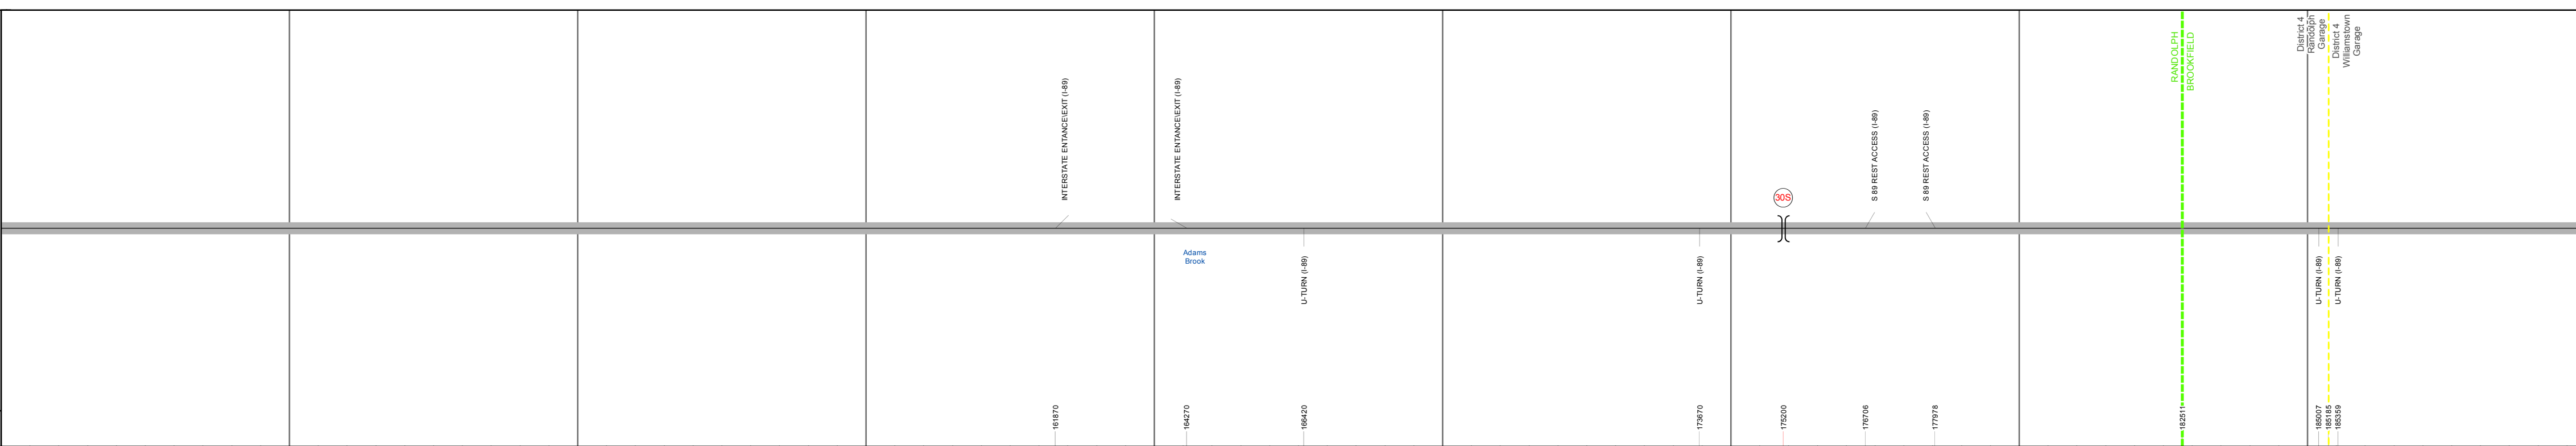 INTERSTATE ENTANCE\EXIT (I-89)
INTERSTATE ENTANCE\EXIT (I-89)
30S
S 89 REST ACCESS (I-89)
S 89 REST ACCESS (I-89)
RANDOLPH
BROOKFIELD
District 4
Randolph
Garage
District 4
Williamstown
Garage
Adams
Brook
U-TURN (I-89)
U-TURN (I-89)
U-TURN (I-89)
U-TURN (I-89)
161870
164270
166420
173670
175200
176706
177978
182511
185007
185185
185359